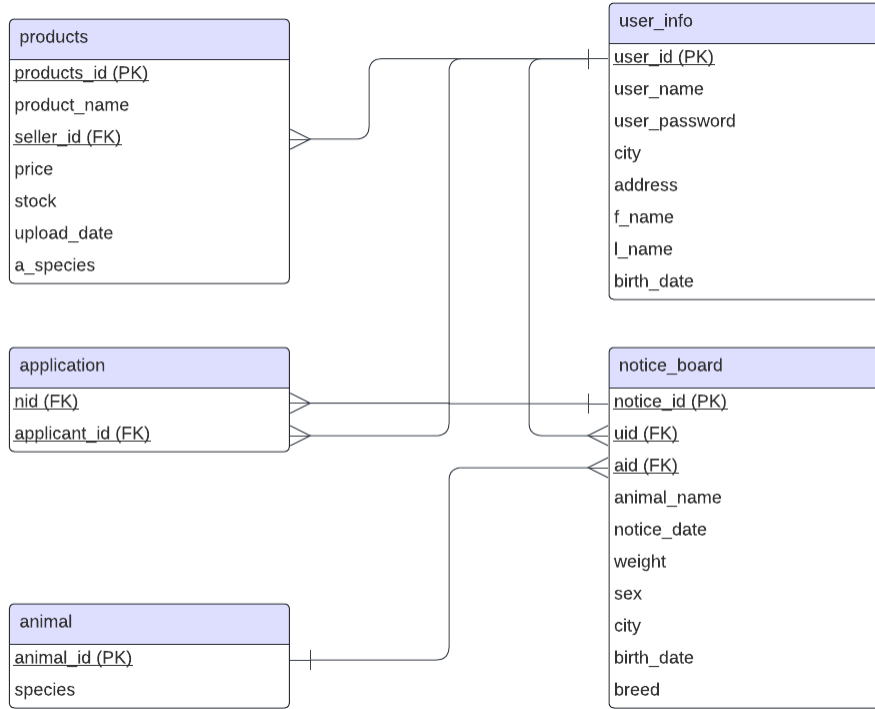 products
products_id (PK)
product_name
seller_id (FK)
price
stock
upload_date
a_species
user_info
user_id (PK)
user_name
user_password
city
address
f_name
l_name
birth_date
application
nid (FK)
applicant_id (FK)
notice_board
notice_id (PK)
uid (FK)
aid (FK)
animal_name
notice_date
weight
sex
city
birth_date
breed
animal
animal_id (PK)
species